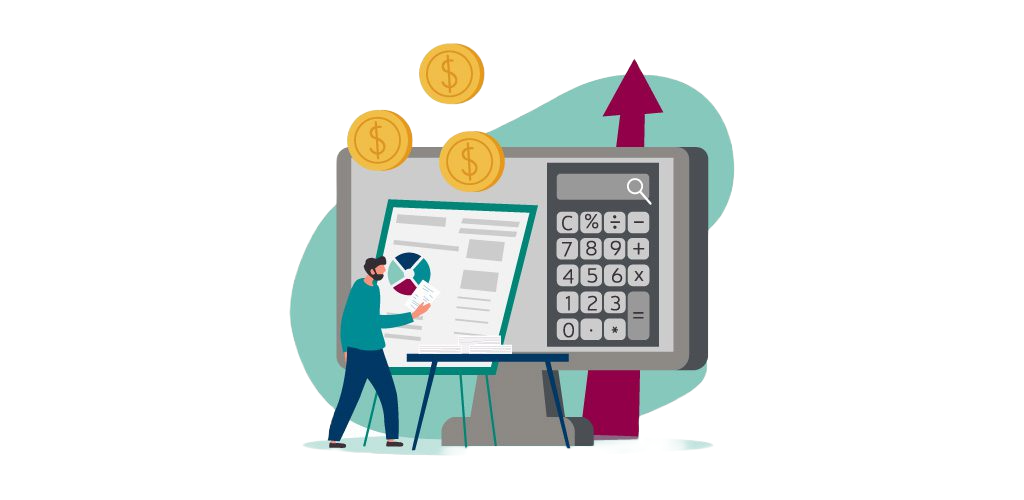 $
$
$
C % ÷ −
7 8 9 +
4 5 6 x
1 2 3
=
0 . *